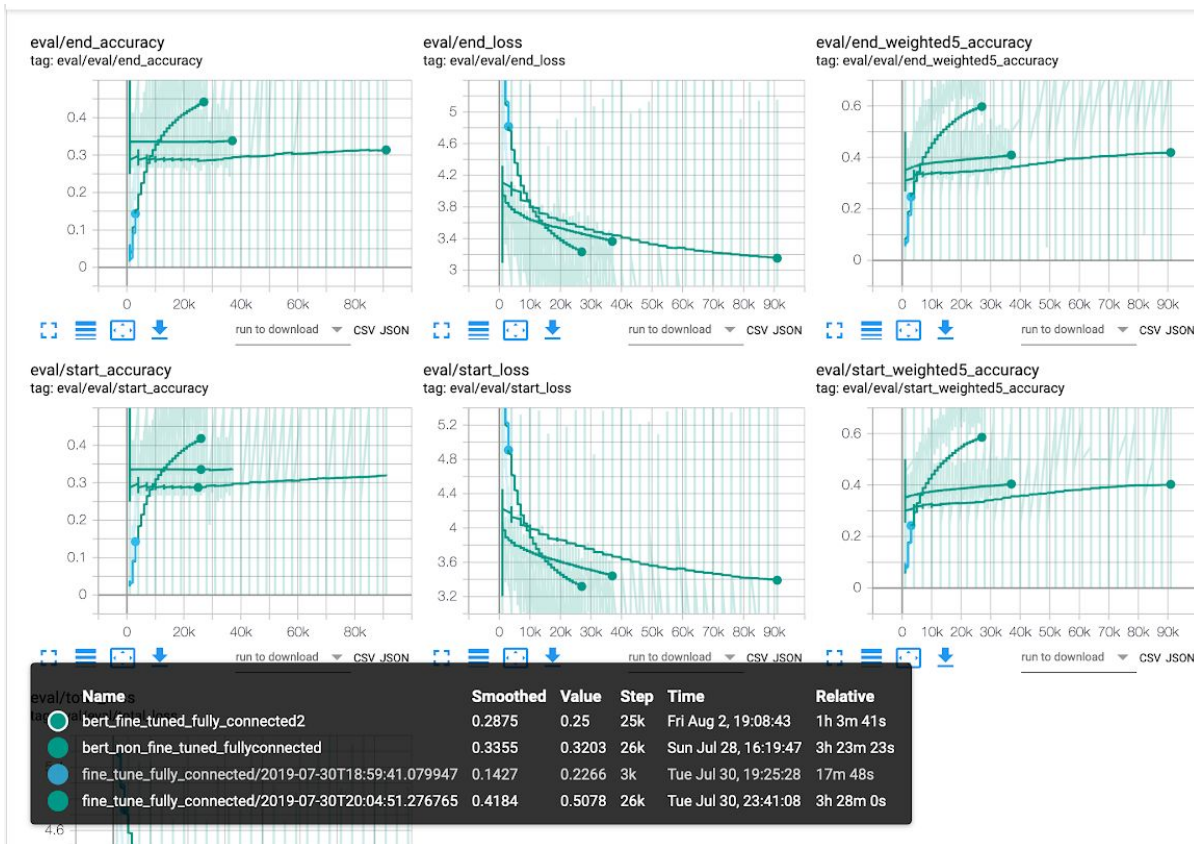 eval/end_accuracy
tag: eval/eval/end_accuracy
0.4
0.3
0.2
0.1
0
0 20k 40k 60k 80k
run to download CSV JSON
eval/end_loss
tag: eval/eval/end_loss
5
4.6
4.2
3.8
3.4
3
0 10k 20k 30k 40k 50k 60k 70k 80k 90k
run to download CSV JSON
eval/end_weighted5_accuracy
tag: eval/eval/end_weighted5_accuracy
0.6
0.4
0.2
0
0 10k 20k 30k 40k 50k 60k 70k 80k 90k
run to download CSV JSON
eval/start_accuracy
tag: eval/eval/start_accuracy
0.4
0.3
0.2
0.1
0
0 20k 40k 60k 80k
run to download CSV JSON
eval/start_loss
tag: eval/eval/start_loss
5.2
4.8
4.4
4
3.6
3.2
0 10k 20k 30k 40k 50k 60k 70k 80k 90k
run to download CSV JSON
eval/start_weighted5_accuracy
tag: eval/eval/start_weighted5_accuracy
0.6
0.4
0.2
0
0 10k 20k 30k 40k 50k 60k 70k 80k 90k
run to download CSV JSON
Name Smoothed Value Step Time Relative
bert_fine_tuned_fully_connected2 0.2875 0.25 25k Fri Aug 2, 19:08:43 1h 3m 41s
bert_non_fine_tuned_fullyconnected 0.3355 0.3203 26k Sun Jul 28, 16:19:47 3h 23m 23s
fine_tune_fully_connected/2019-07-30T18:59:41.079947 0.1427 0.2266 3k Tue Jul 30, 19:25:28 17m 48s
fine_tune_fully_connected/2019-07-30T20:04:51.276765 0.4184 0.5078 26k Tue Jul 30, 23:41:08 3h 28m 0s
4.6